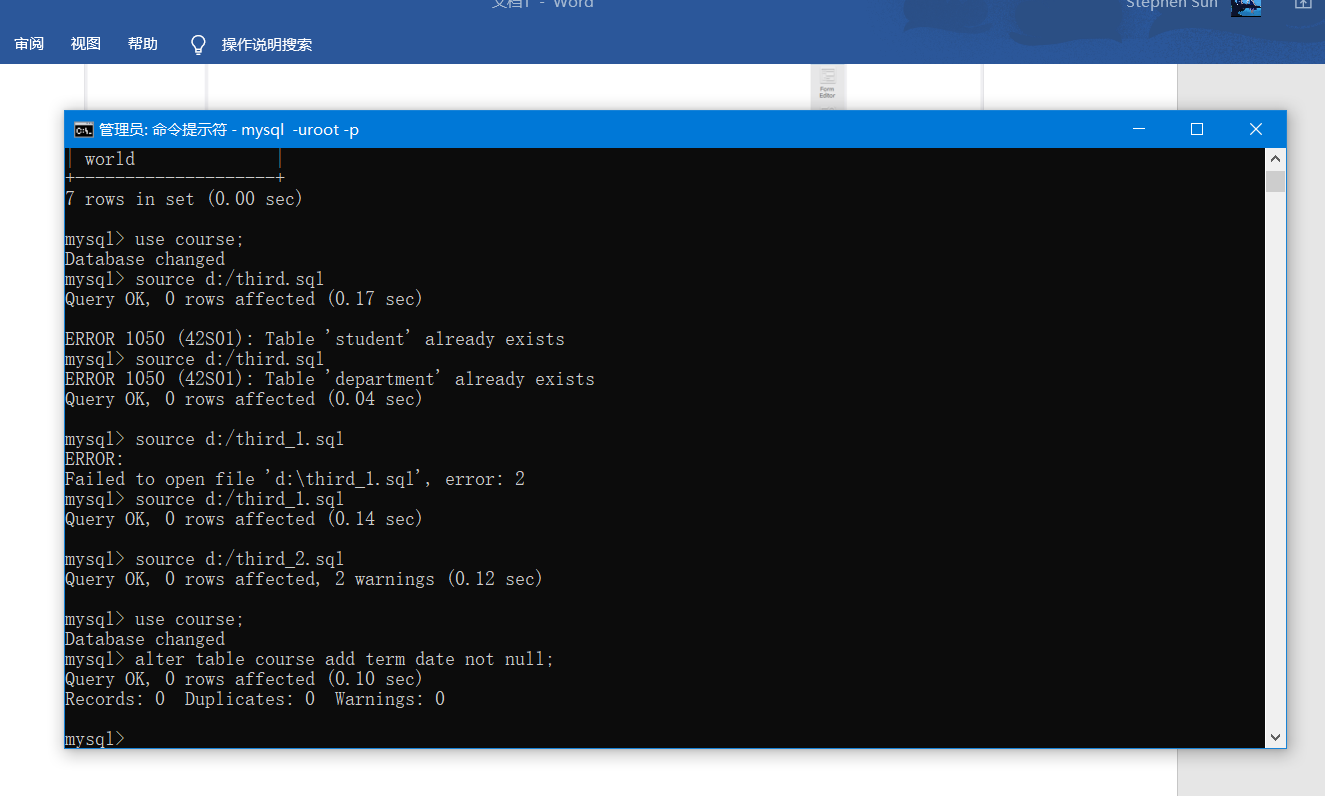 文档1 - Word
Stephen Sun
审阅 视图 帮助 操作说明搜索
Form
Editor
管理员: 命令提示符 - mysql  -uroot -p
| world              |
+--------------------+
7 rows in set (0.00 sec)
mysql> use course;
Database changed
mysql> source d:/third.sql
Query OK, 0 rows affected (0.17 sec)
ERROR 1050 (42S01): Table 'student' already exists
mysql> source d:/third.sql
ERROR 1050 (42S01): Table 'department' already exists
Query OK, 0 rows affected (0.04 sec)
mysql> source d:/third_1.sql
ERROR:
Failed to open file 'd:\third_1.sql', error: 2
mysql> source d:/third_1.sql
Query OK, 0 rows affected (0.14 sec)
mysql> source d:/third_2.sql
Query OK, 0 rows affected, 2 warnings (0.12 sec)
mysql> use course;
Database changed
mysql> alter table course add term date not null;
Query OK, 0 rows affected (0.10 sec)
Records: 0  Duplicates: 0  Warnings: 0
mysql>